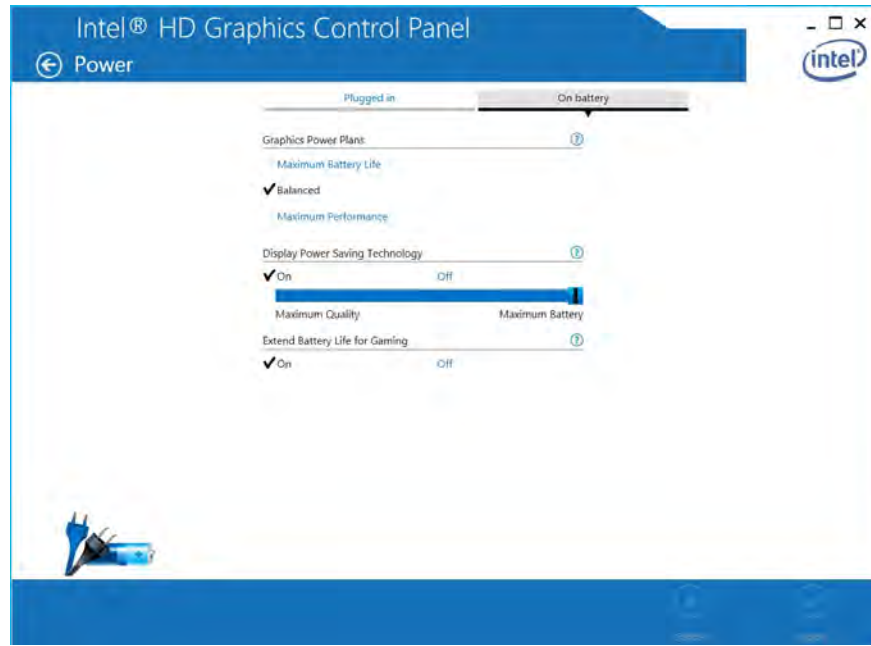 Intel® HD Graphics Control Panel
intel
Power
Plugged in On battery
Graphics Power Plans
Maximum Battery Life
Balanced
Maximum Performance
Display Power Saving Technology
On Off
Maximum Quality Maximum Battery
Extend Battery Life for Gaming
On Off